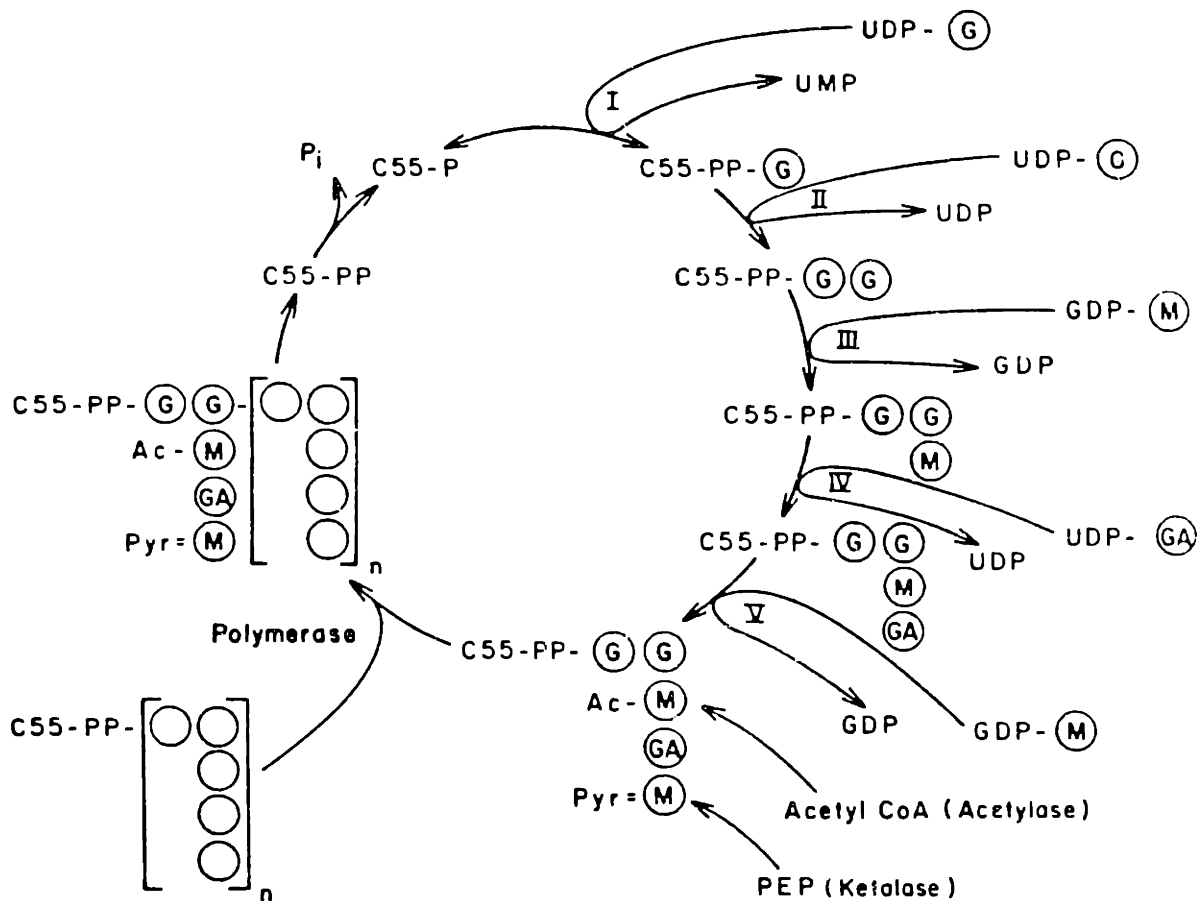 UDP- G
I
UMP
Pi
C55-P
C55-PP- G
UDP- G
II
UDP
C55-PP
C55-PP- G G
GDP- M
III
GDP
C55-PP- G G - [ ]n
C55-PP- G G
Ac - M
M
GA
IV
Pyr= M
C55-PP- G G
UDP
UDP- GA
M
V
GA
Polymerase
C55-PP- G G
Ac- M
GDP
GDP- M
C55-PP- [ ]n
GA
Pyr= M
Acetyl CoA (Acetylase)
PEP (Ketalase)